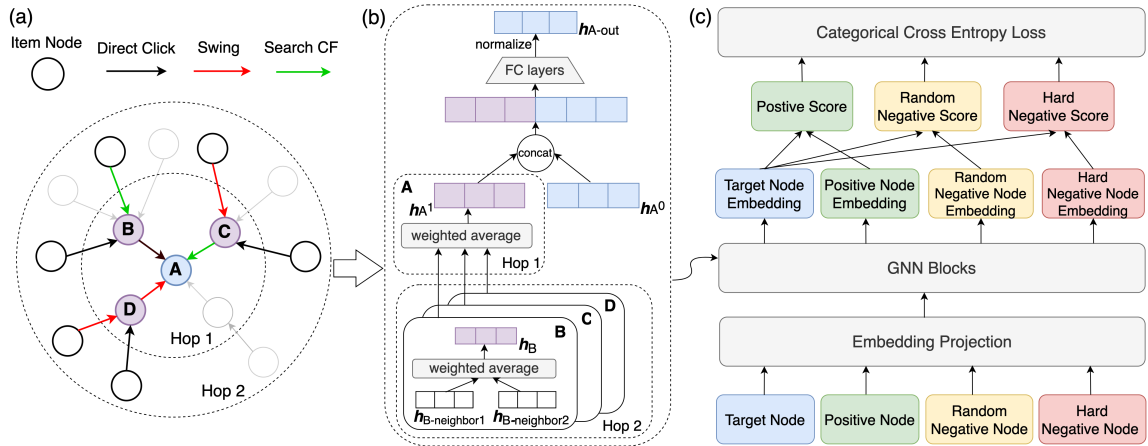 (a)
Item Node
Direct Click
Swing
Search CF
B
C
A
D
Hop 1
Hop 2
(b)
hA-out
normalize
FC layers
concat
A
hA1
hA0
weighted average
Hop 1
D
C
B
hB
weighted average
hB-neighbor1
hB-neighbor2
Hop 2
(c)
Categorical Cross Entropy Loss
Postive Score
Random
Negative Score
Hard
Negative Score
Target Node
Embedding
Positive Node
Embedding
Random
Negative Node
Embedding
Hard
Negative Node
Embedding
GNN Blocks
Embedding Projection
Target Node
Positive Node
Random
Negative Node
Hard
Negative Node